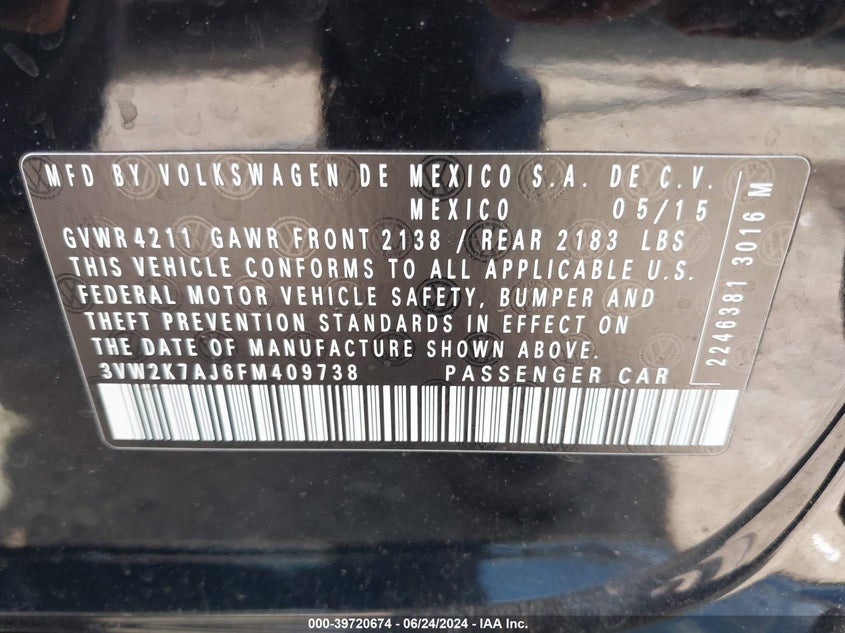 MFD BY VOLKSWAGEN DE MEXICO S.A. DE C.V.
MEXICO 05/15
GVWR 4211 GAWR FRONT 2138 / REAR 2183 LBS
THIS VEHICLE CONFORMS TO ALL APPLICABLE U.S.
FEDERAL MOTOR VEHICLE SAFETY, BUMPER AND
THEFT PREVENTION STANDARDS IN EFFECT ON
THE DATE OF MANUFACTURE SHOWN ABOVE.
3VW2K7AJ6FM409738 PASSENGER CAR
2246381 3016 M
000-39720674 / 06/24/2024 - IAA Inc.